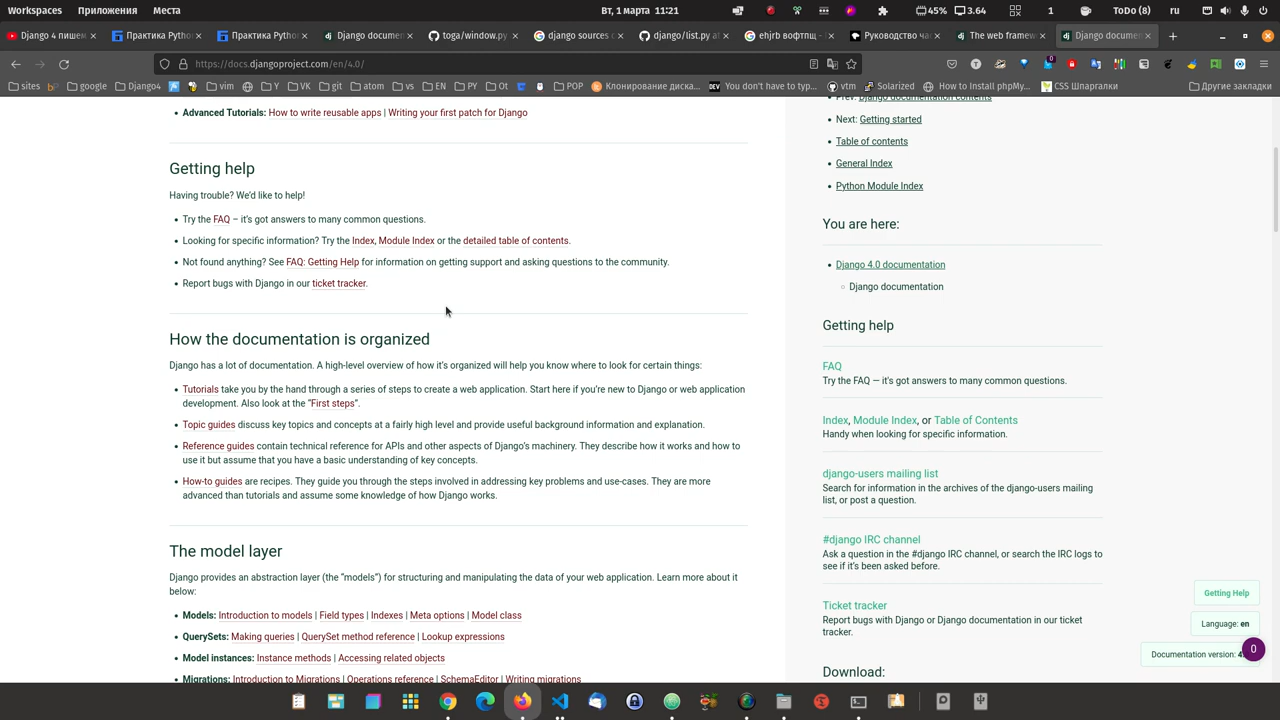 Workspaces Приложения Места Вт, 1 марта 11:21 45% 3.64 1 ToDo (8) ru
Django 4 пишем Практика Python Практика Python Django documen toga/window.py django sources c django/list.py at ehjrb вофтпщ - Руководство ча The web framew Django documen
https://docs.djangoproject.com/en/4.0/
sites b google Django4 vim Y VK git atom vs EN PY Ot POP Клонирование диска... You don't have to typ... vtm Solarized How to Install phpMy... CSS Шпаргалки Другие закладки
Advanced Tutorials: How to write reusable apps | Writing your first patch for Django
Getting help
Having trouble? We'd like to help!
Try the FAQ – it's got answers to many common questions.
Looking for specific information? Try the Index, Module Index or the detailed table of contents.
Not found anything? See FAQ: Getting Help for information on getting support and asking questions to the community.
Report bugs with Django in our ticket tracker.
How the documentation is organized
Django has a lot of documentation. A high-level overview of how it's organized will help you know where to look for certain things:
Tutorials take you by the hand through a series of steps to create a web application. Start here if you're new to Django or web application
development. Also look at the "First steps".
Topic guides discuss key topics and concepts at a fairly high level and provide useful background information and explanation.
Reference guides contain technical reference for APIs and other aspects of Django's machinery. They describe how it works and how to
use it but assume that you have a basic understanding of key concepts.
How-to guides are recipes. They guide you through the steps involved in addressing key problems and use-cases. They are more
advanced than tutorials and assume some knowledge of how Django works.
The model layer
Django provides an abstraction layer (the "models") for structuring and manipulating the data of your web application. Learn more about it
below:
Models: Introduction to models | Field types | Indexes | Meta options | Model class
QuerySets: Making queries | QuerySet method reference | Lookup expressions
Model instances: Instance methods | Accessing related objects
Migrations: Introduction to Migrations | Operations reference | SchemaEditor | Writing migrations
Prev: Django documentation contents
Next: Getting started
Table of contents
General Index
Python Module Index
You are here:
Django 4.0 documentation
Django documentation
Getting help
FAQ
Try the FAQ — it's got answers to many common questions.
Index, Module Index, or Table of Contents
Handy when looking for specific information.
django-users mailing list
Search for information in the archives of the django-users mailing
list, or post a question.
#django IRC channel
Ask a question in the #django IRC channel, or search the IRC logs to
see if it's been asked before.
Ticket tracker
Report bugs with Django or Django documentation in our ticket
tracker.
Download:
Getting Help
Language: en
Documentation version: 4
0